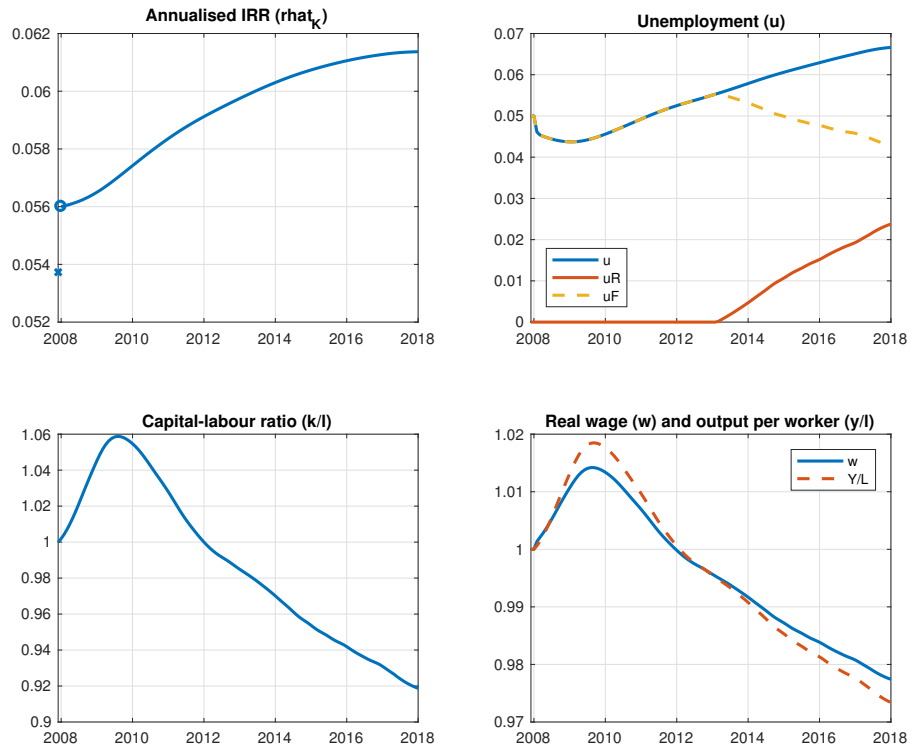 Annualised IRR (rhat_K)
0.062
0.06
0.058
0.056
0.054
0.052
2008 2010 2012 2014 2016 2018
Unemployment (u)
0.07
0.06
0.05
0.04
0.03
0.02
0.01
0
u
uR
uF
2008 2010 2012 2014 2016 2018
Capital-labour ratio (k/l)
1.06
1.04
1.02
1
0.98
0.96
0.94
0.92
0.9
2008 2010 2012 2014 2016 2018
Real wage (w) and output per worker (y/l)
1.02
1.01
1
0.99
0.98
0.97
w
Y/L
2008 2010 2012 2014 2016 2018